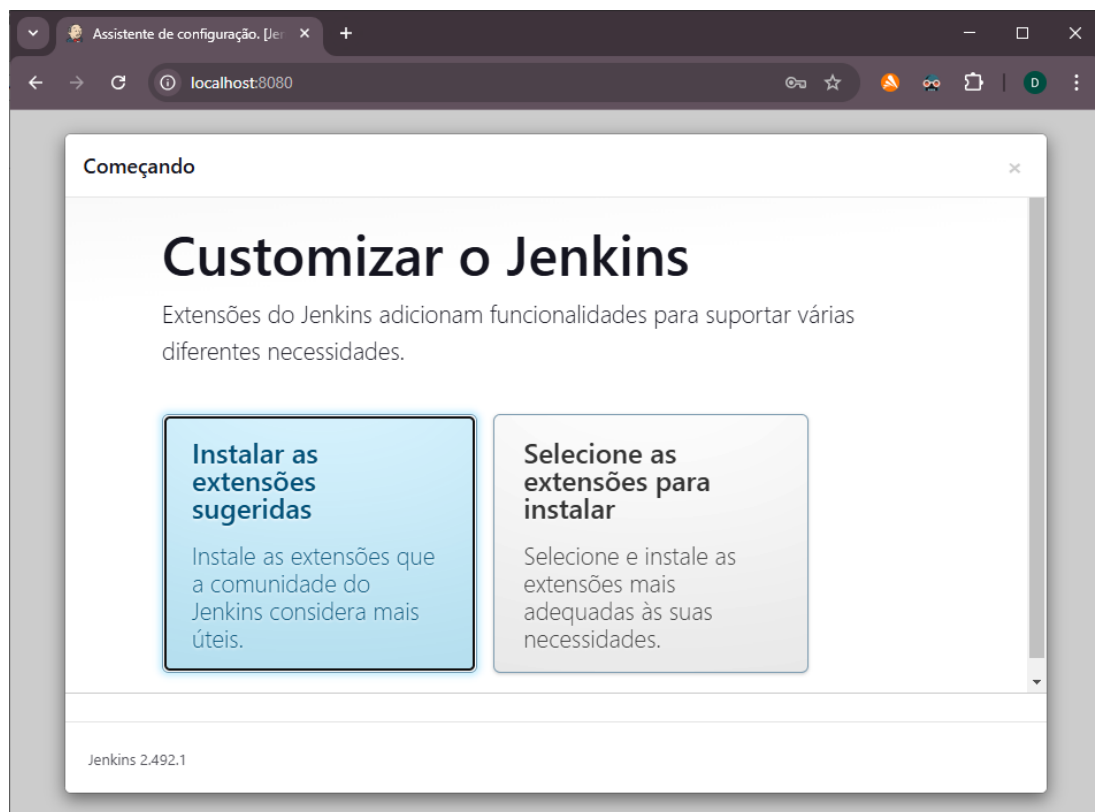 Assistente de configuração. [Jen
localhost:8080
D
Começando
Customizar o Jenkins
Extensões do Jenkins adicionam funcionalidades para suportar várias
diferentes necessidades.
Instalar as
extensões
sugeridas
Instale as extensões que
a comunidade do
Jenkins considera mais
úteis.
Selecione as
extensões para
instalar
Selecione e instale as
extensões mais
adequadas às suas
necessidades.
Jenkins 2.492.1